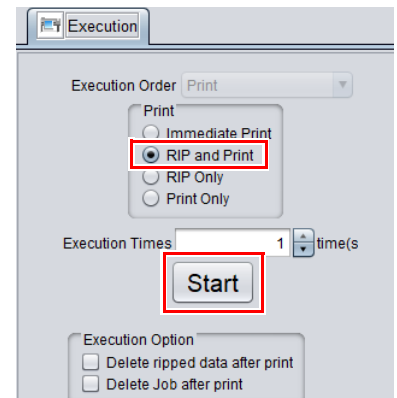 Execution
Execution Order Print
Print
Immediate Print
RIP and Print
RIP Only
Print Only
Execution Times 1 time(s
Start
Execution Option
Delete ripped data after print
Delete Job after print